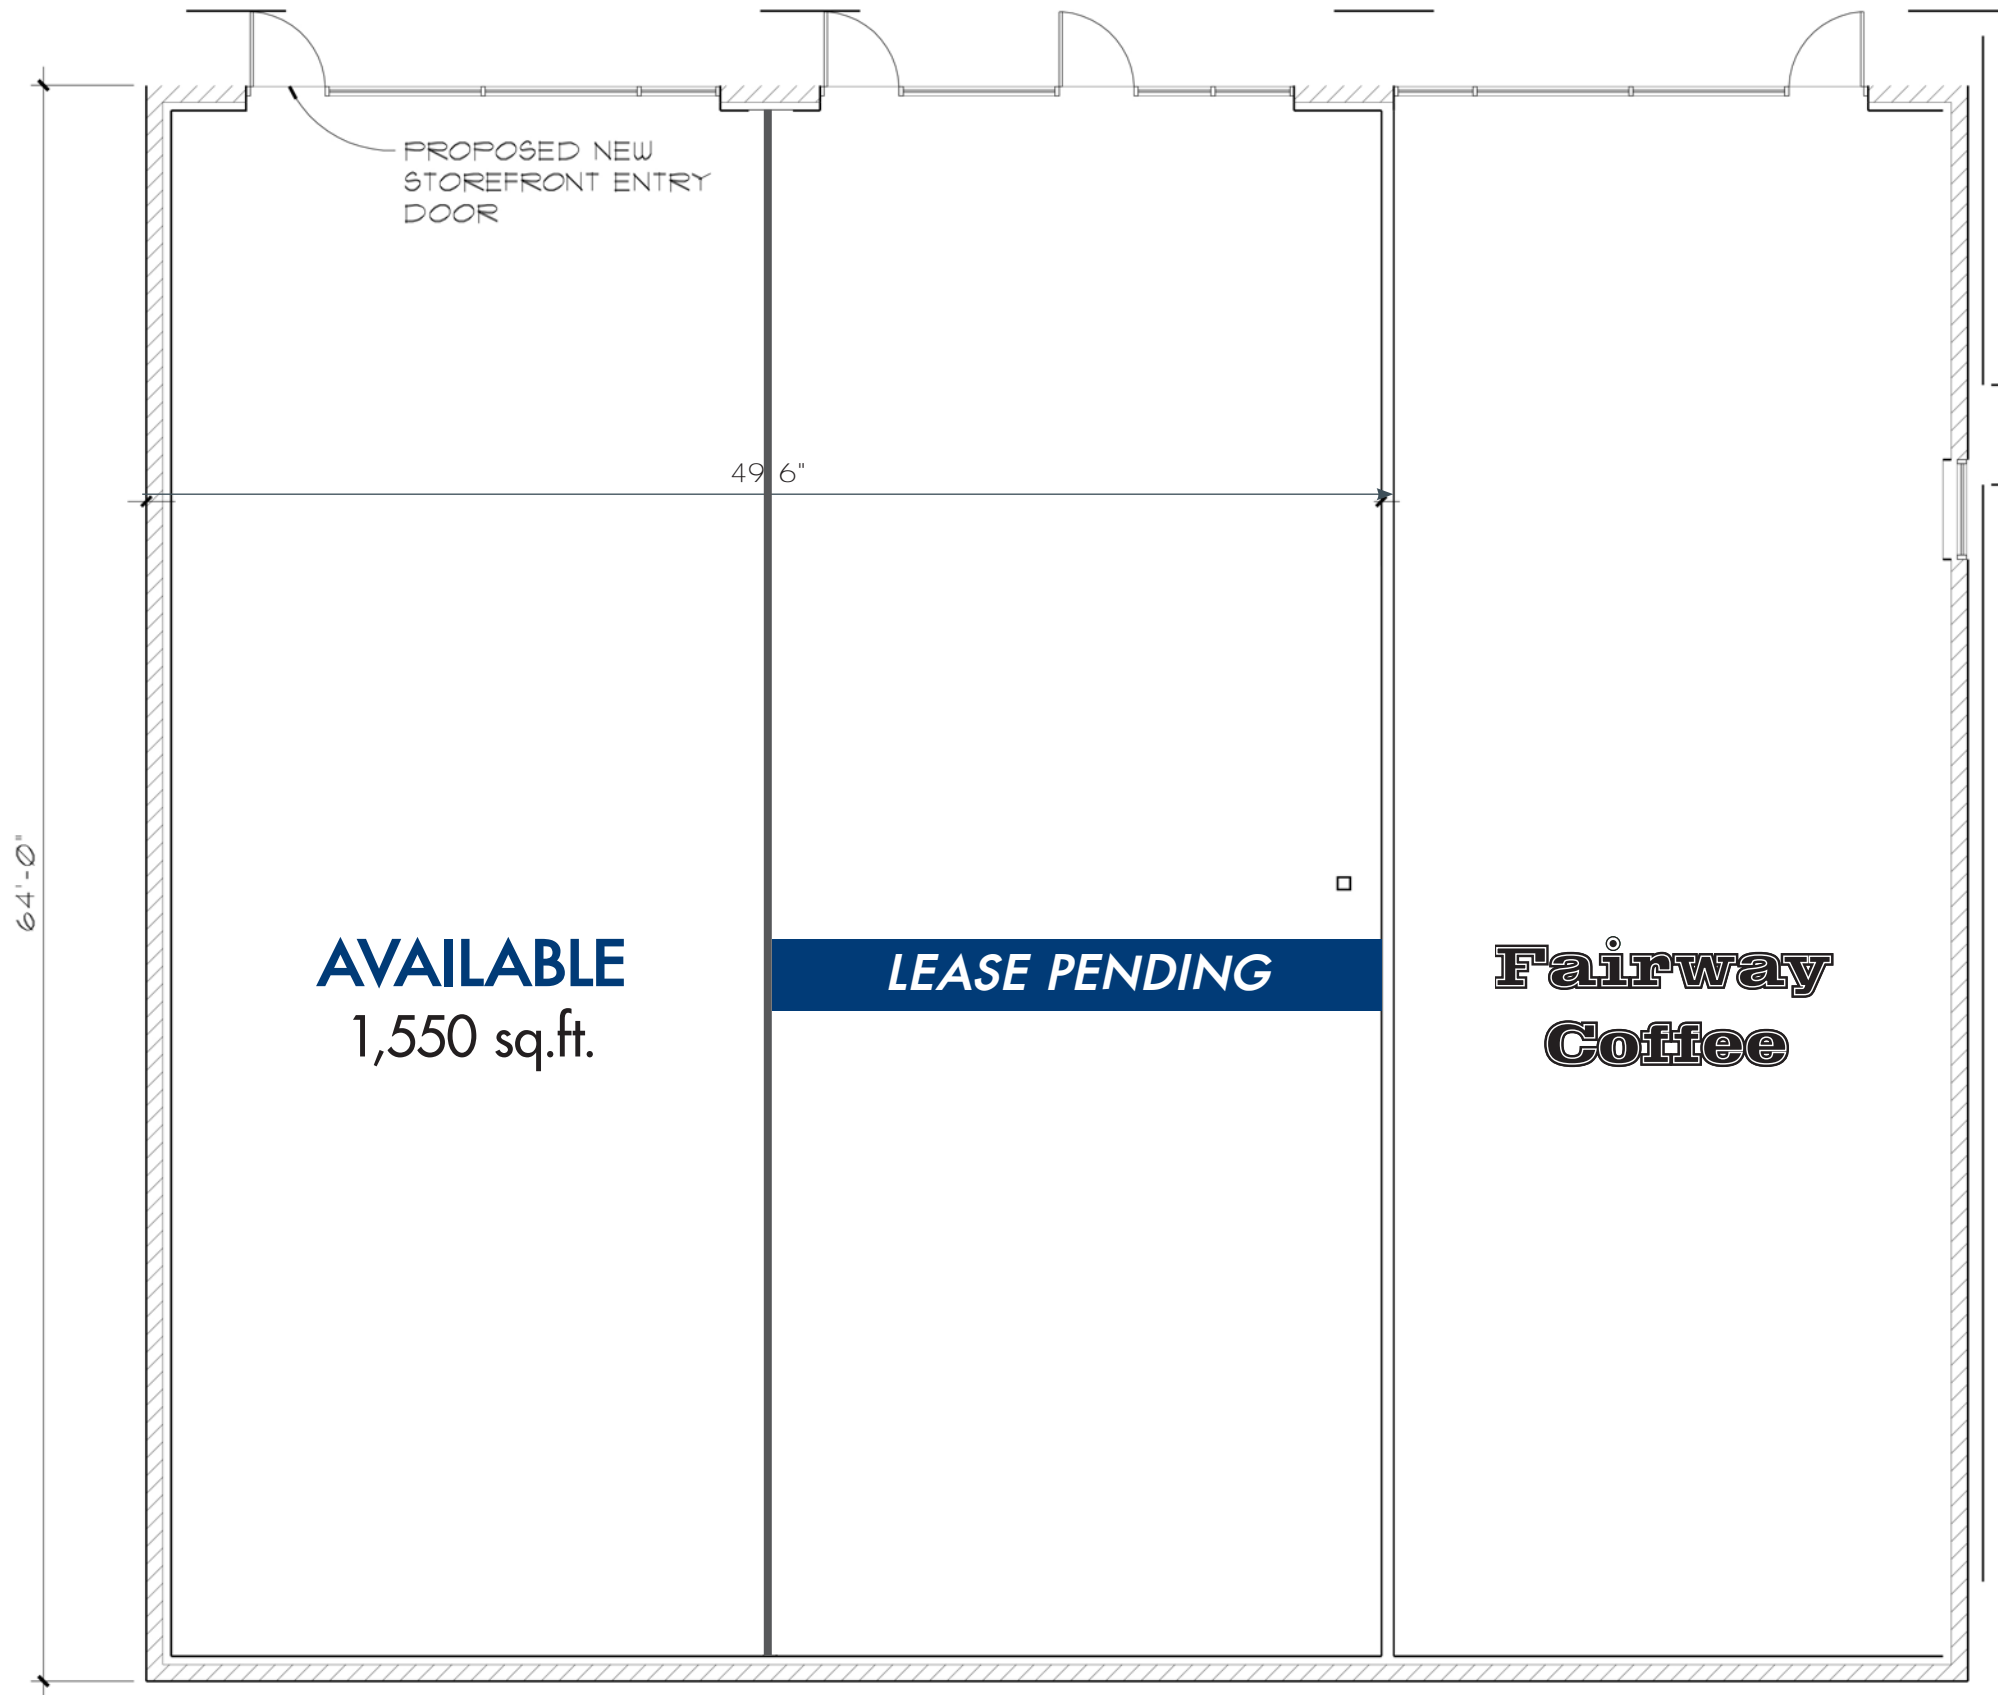 PROPOSED NEW
STOREFRONT ENTRY
DOOR
49' 6"
64'-0"
AVAILABLE
1,550 sq.ft.
LEASE PENDING
Fairway
Coffee